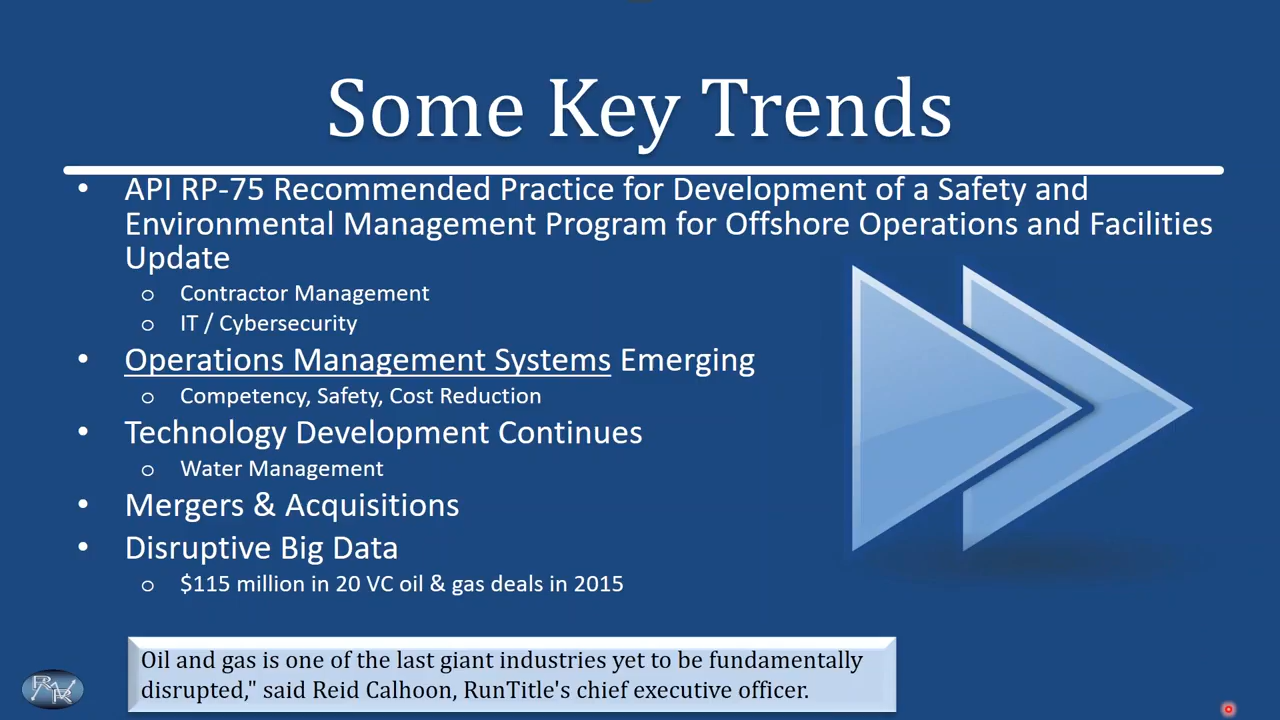 Some Key Trends
• API RP-75 Recommended Practice for Development of a Safety and
Environmental Management Program for Offshore Operations and Facilities
Update
o Contractor Management
o IT / Cybersecurity
• Operations Management Systems Emerging
o Competency, Safety, Cost Reduction
• Technology Development Continues
o Water Management
• Mergers & Acquisitions
• Disruptive Big Data
o $115 million in 20 VC oil & gas deals in 2015
Oil and gas is one of the last giant industries yet to be fundamentally
disrupted," said Reid Calhoon, RunTitle's chief executive officer.